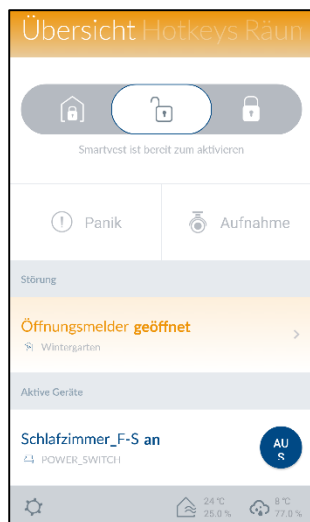 Übersicht Hotkeys Räun
Smartvest ist bereit zum aktivieren
Panik Aufnahme
Störung
Öffnungsmelder geöffnet
Wintergarten
Aktive Geräte
Schlafzimmer_F-S an
POWER_SWITCH
AU
S
24 °C 8 °C
25.0 % 77.0 %